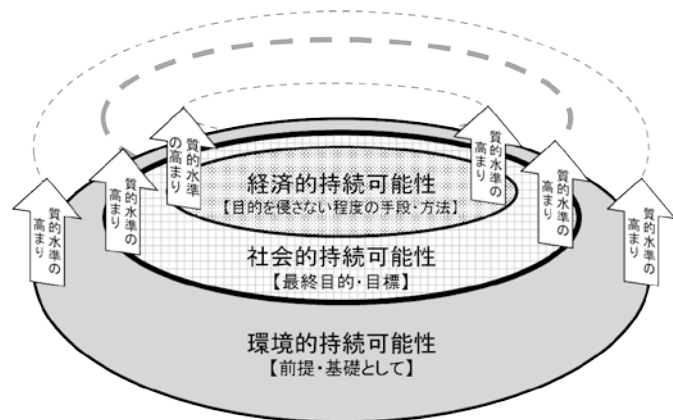 質的水準の
高まり
質的水準の
高まり
質的水準
の高まり
質的水準の
高まり
質的水準の
高まり
質的水準の
高まり
経済的持続可能性
【目的を侵さない程度の手段・方法】
社会的持続可能性
【最終目的・目標】
環境的持続可能性
【前提・基礎として】